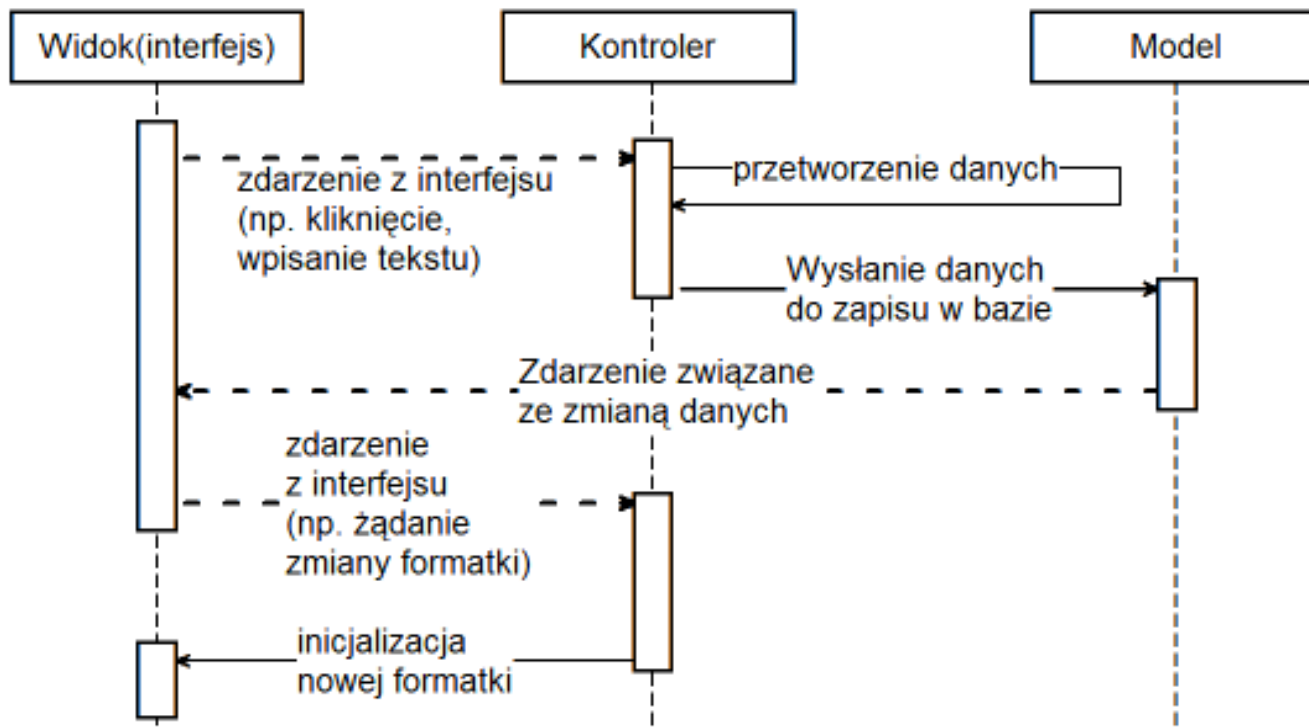 Widok(interfejs)
Kontroler
Model
zdarzenie z interfejsu
(np. kliknięcie,
wpisanie tekstu)
przetworzenie danych
Wysłanie danych
do zapisu w bazie
Zdarzenie związane
ze zmianą danych
zdarzenie
z interfejsu
(np. żądanie
zmiany formatki)
inicjalizacja
nowej formatki